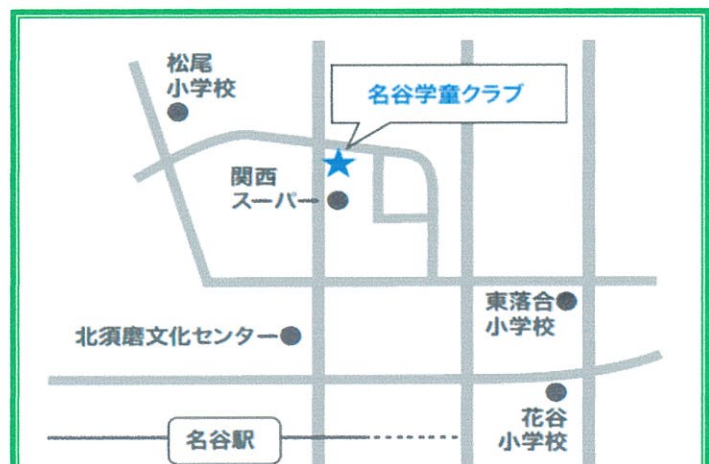 松尾
小学校
名谷学童クラブ
関西
スーパー
東落合
小学校
北須磨文化センター
花谷
小学校
名谷駅